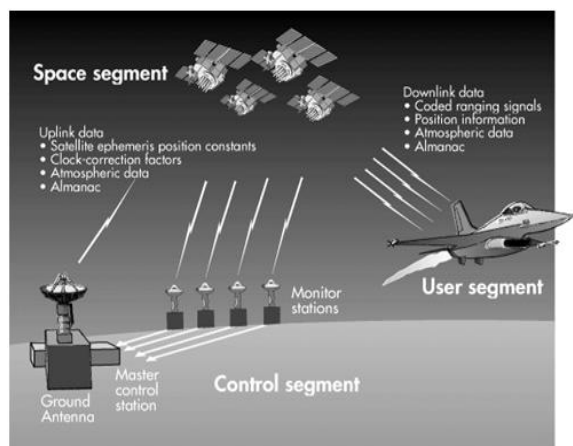 Space segment
Downlink data
• Coded ranging signals
• Position information
• Atmospheric data
• Almanac
Uplink data
• Satellite ephemeris position constants
• Clock-correction factors
• Atmospheric data
• Almanac
User segment
Monitor
stations
Master
control
station
Control segment
Ground
Antenna